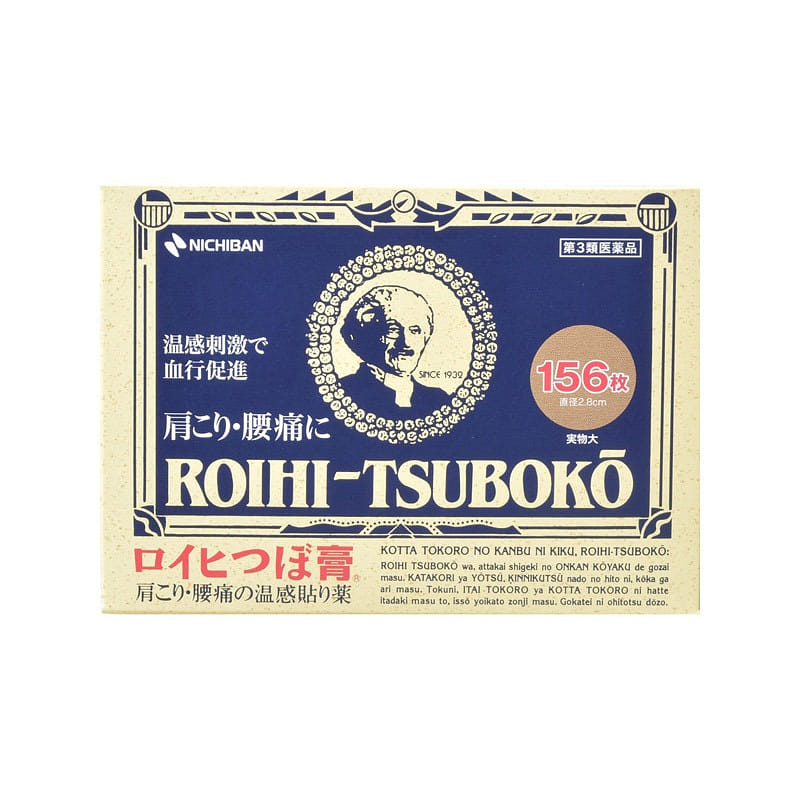 NICHIBAN
第3類医薬品
温感刺激で
血行促進
SINCE 1932
156枚
直径2.8cm
実物大
肩こり・腰痛に
ROIHI-TSUBOKŌ
ロイヒつぼ膏®
肩こり・腰痛の温感貼り薬
KOTTA TOKORO NO KANBU NI KIKU, ROIHI-TSUBOKŌ:
ROIHI TSUBOKŌ wa, attakai shigeki no ONKAN KŌYAKU de gozai
masu. KATAKORI ya YŌTSŪ, KINNIKUTSŪ nado no hito ni, kōka ga
ari masu. Tokuni, ITAI TOKORO ya KOTTA TOKORO ni hatte
itadaki masu to, issō yoikato zonji masu. Gokatei ni ohitotsu dōzo.